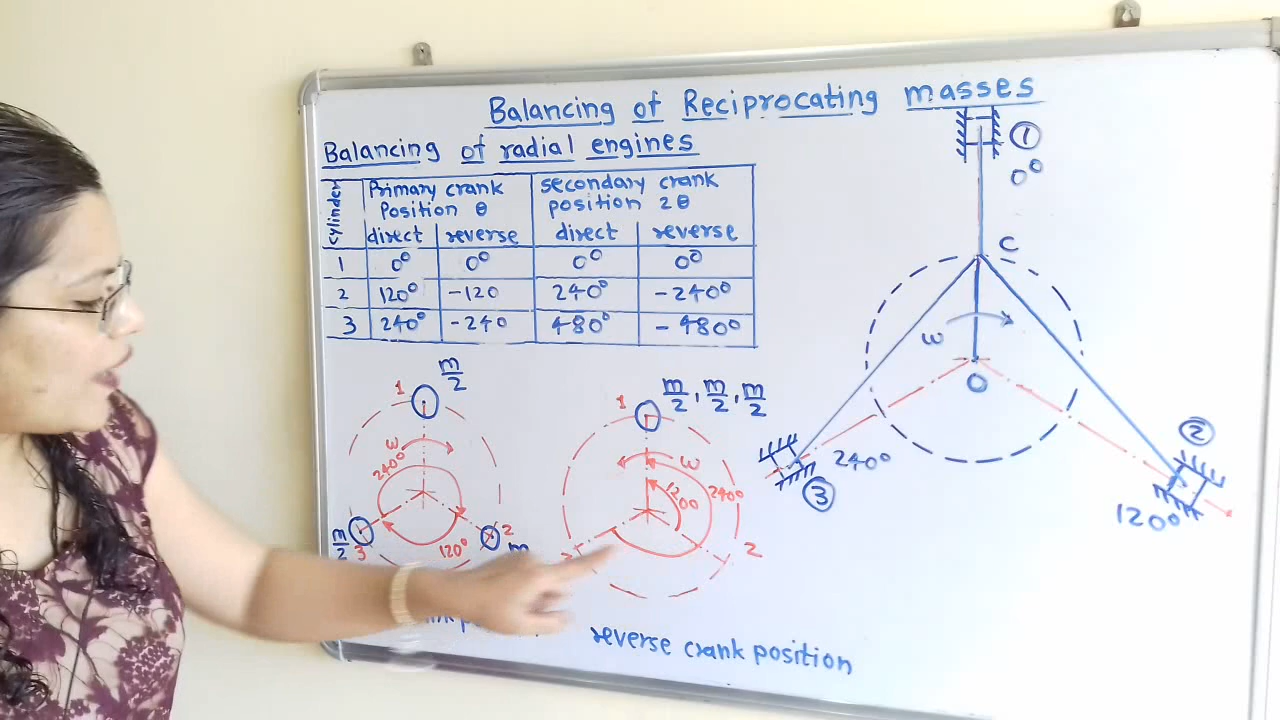 Balancing of Reciprocating masses
Balancing of radial engines
cylinder
Primary crank Position θ
secondary crank position 2θ
direct reverse direct reverse
1 0° 0° 0° 0°
2 120° -120 240° -240°
3 240° -240 480° -480°
m/2
1
ω
240°
120°
m/2 3
2
m
1
m/2, m/2, m/2
ω
120°
240°
2
reverse crank position
1
0°
C
ω
O
240°
3
2
120°